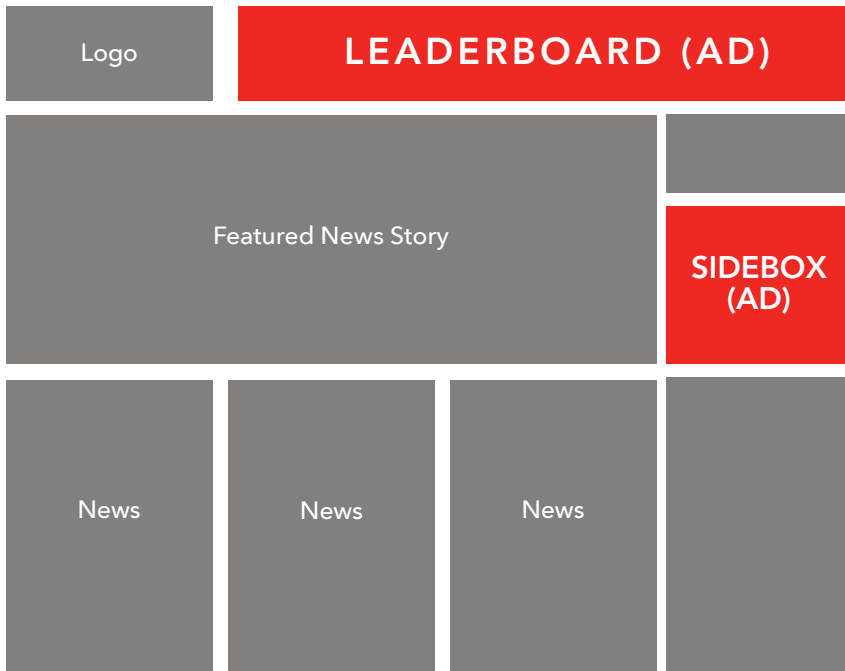 Logo
LEADERBOARD (AD)
Featured News Story
SIDEBOX
(AD)
News
News
News